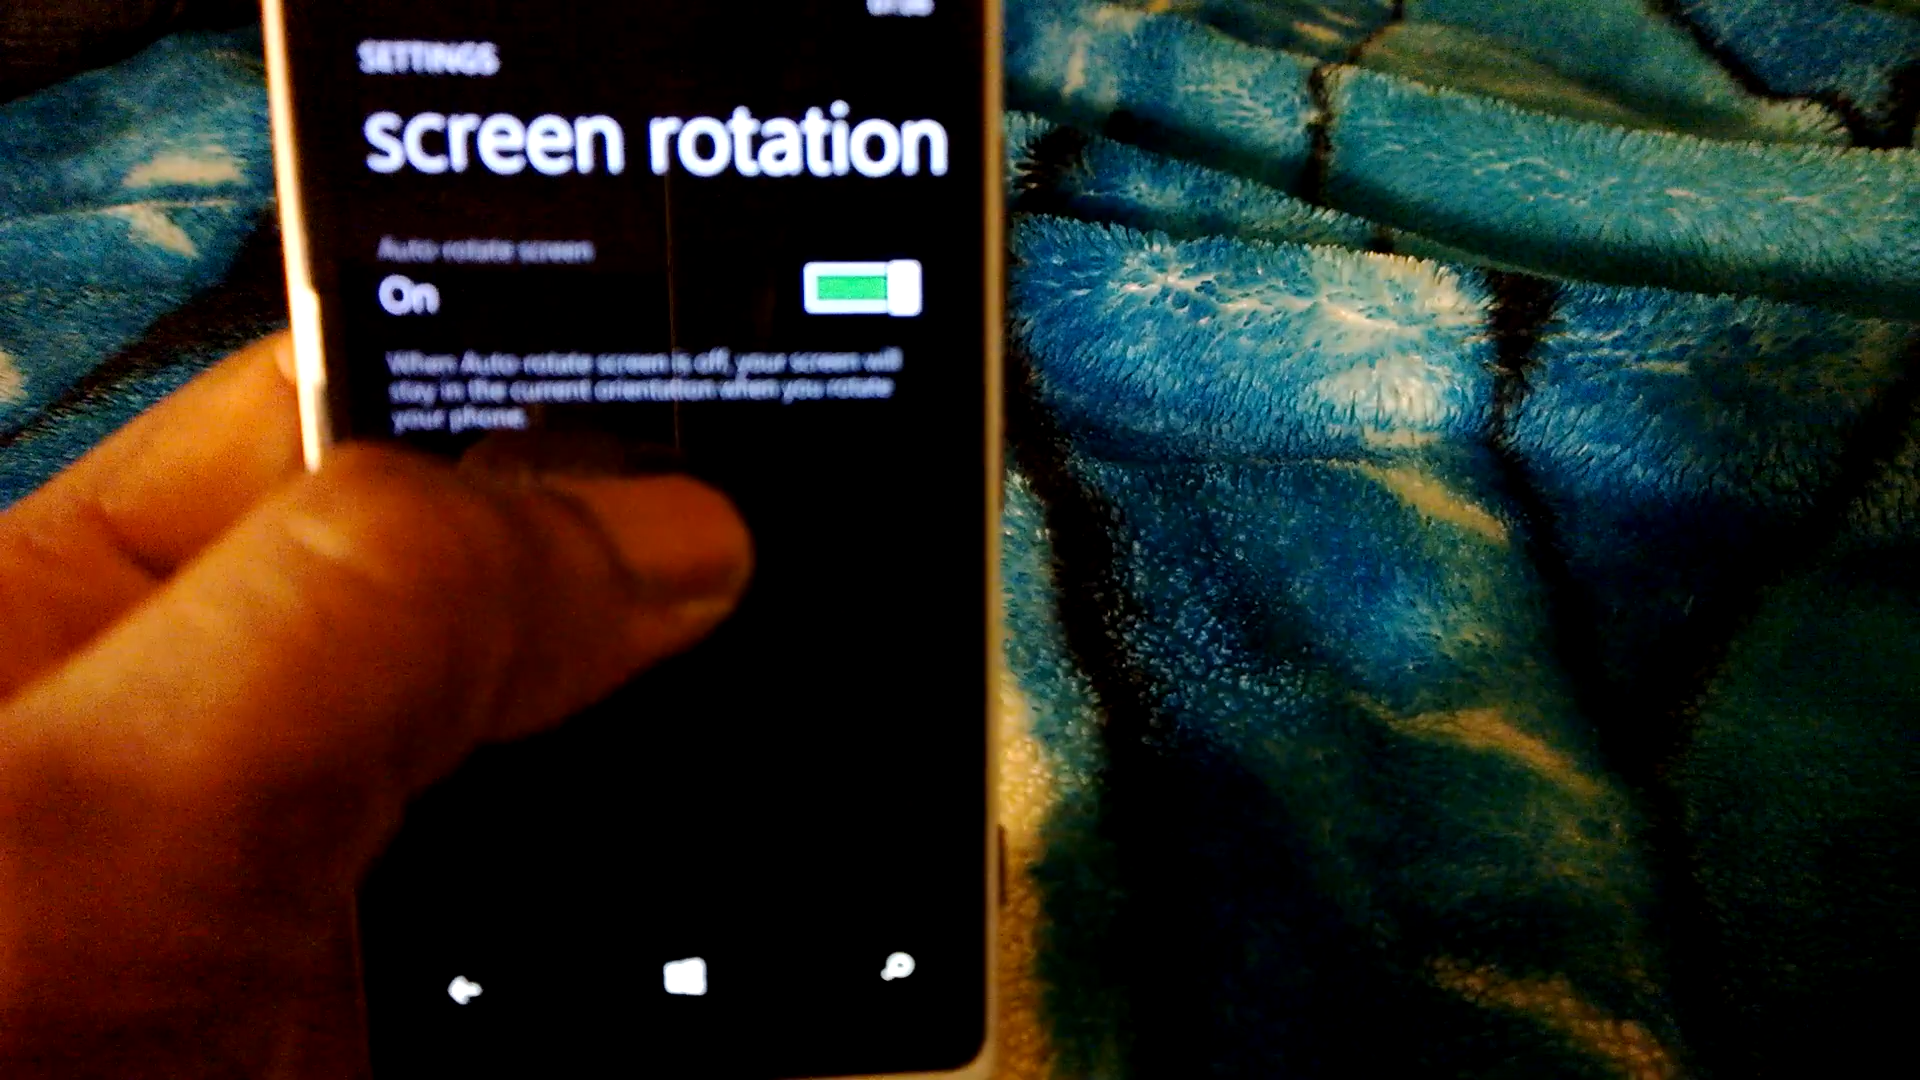 SETTINGS
screen rotation
Auto rotate screen
On
When Auto rotate screen is off, your screen will
stay in the current orientation when you rotate
your phone.